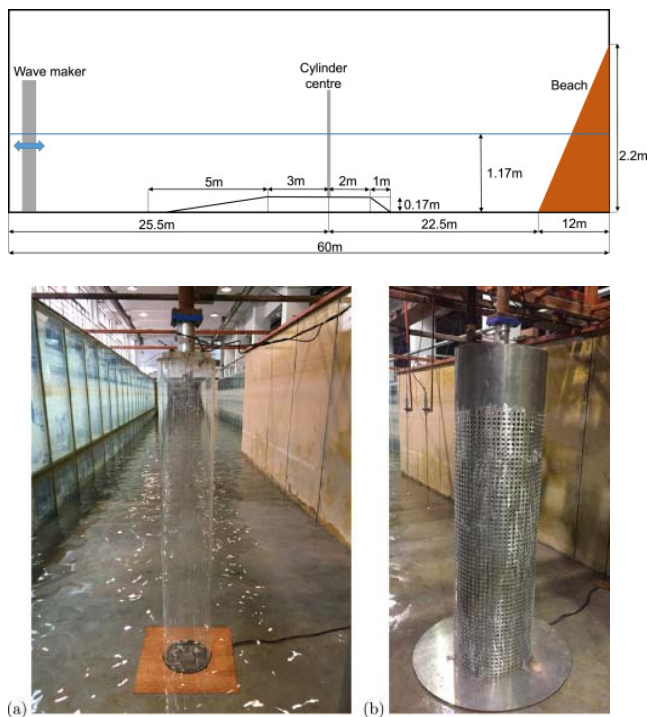 Wave maker
Cylinder
centre
Beach
5m
3m
2m
1m
0.17m
1.17m
2.2m
25.5m
22.5m
12m
60m
(a)
(b)